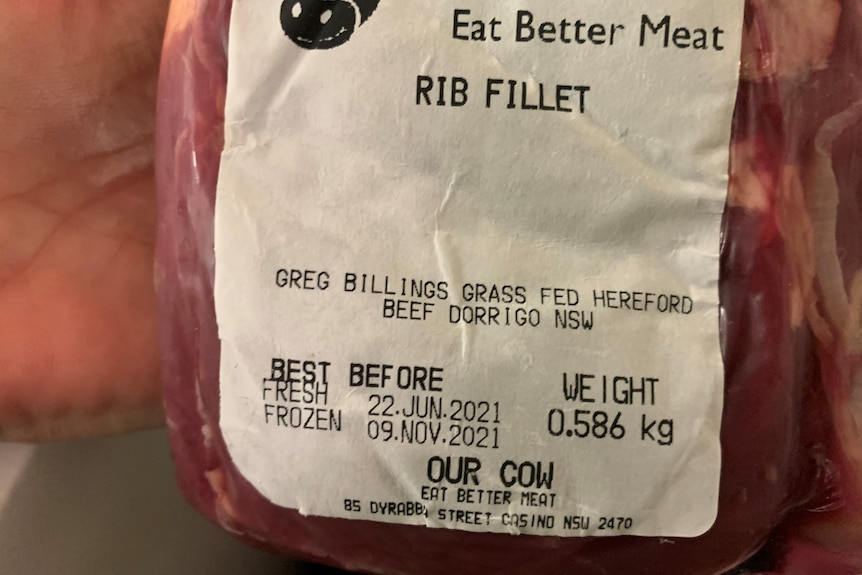 Eat Better Meat
RIB FILLET
GREG BILLINGS GRASS FED HEREFORD
BEEF DORRIGO NSW
BEST BEFORE
FRESH 22.JUN.2021
FROZEN 09.NOV.2021
WEIGHT
0.586 kg
OUR COW
EAT BETTER MEAT
85 DYRABBA STREET CASINO NSW 2470